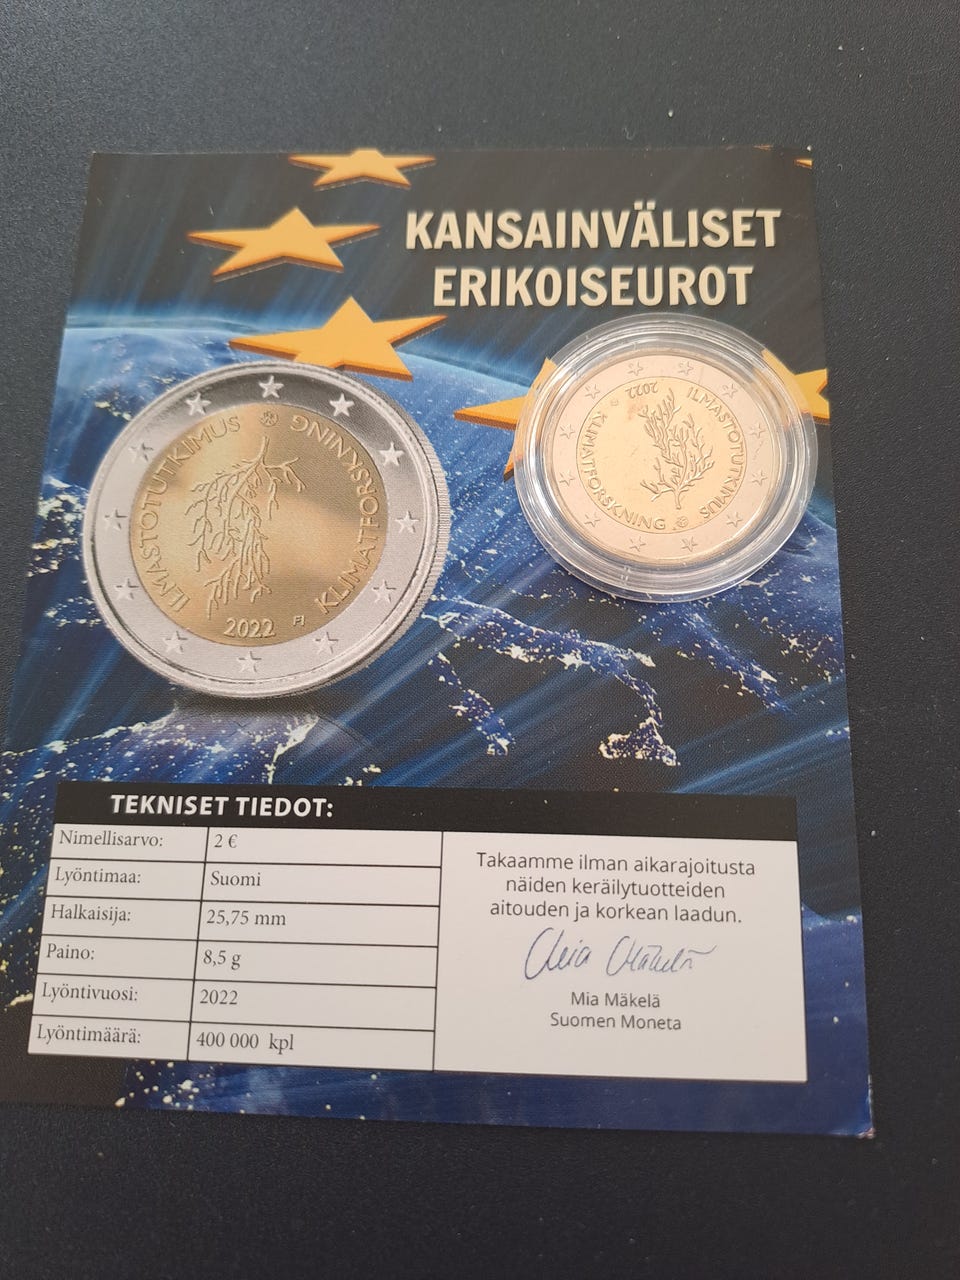 KANSAINVÄLISET
ERIKOISEUROT
ILMASTOTUTKIMUS
KLIMATFORSKNING
2022
FI
2022
ILMASTOTUTKIMUS
KLIMATFORSKNING
TEKNISET TIEDOT:
Nimellisarvo: 2 €
Lyöntimaa: Suomi
Halkaisija: 25,75 mm
Paino: 8,5 g
Lyöntivuosi: 2022
Lyöntimäärä: 400 000 kpl
Takaamme ilman aikarajoitusta
näiden keräilytuotteiden
aitouden ja korkean laadun.
Mia Mäkelä
Mia Mäkelä
Suomen Moneta